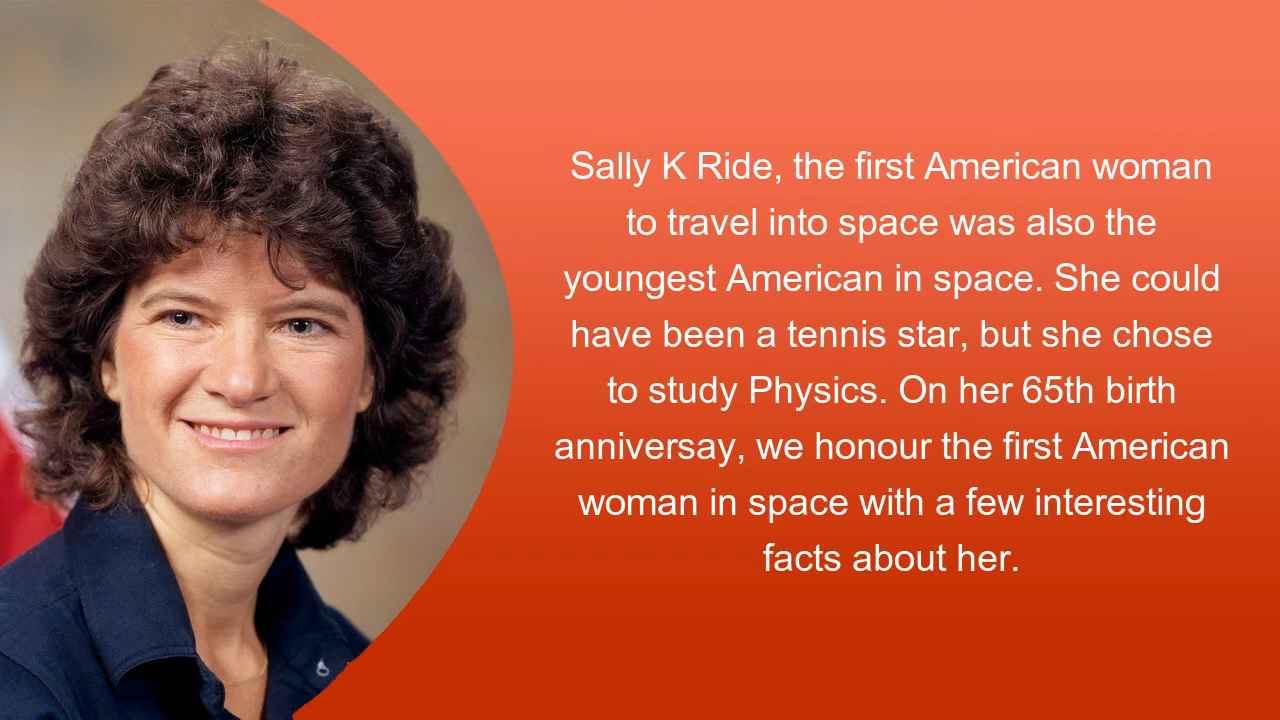 Sally K Ride, the first American woman
to travel into space was also the
youngest American in space. She could
have been a tennis star, but she chose
to study Physics. On her 65th birth
anniversay, we honour the first American
woman in space with a few interesting
facts about her.